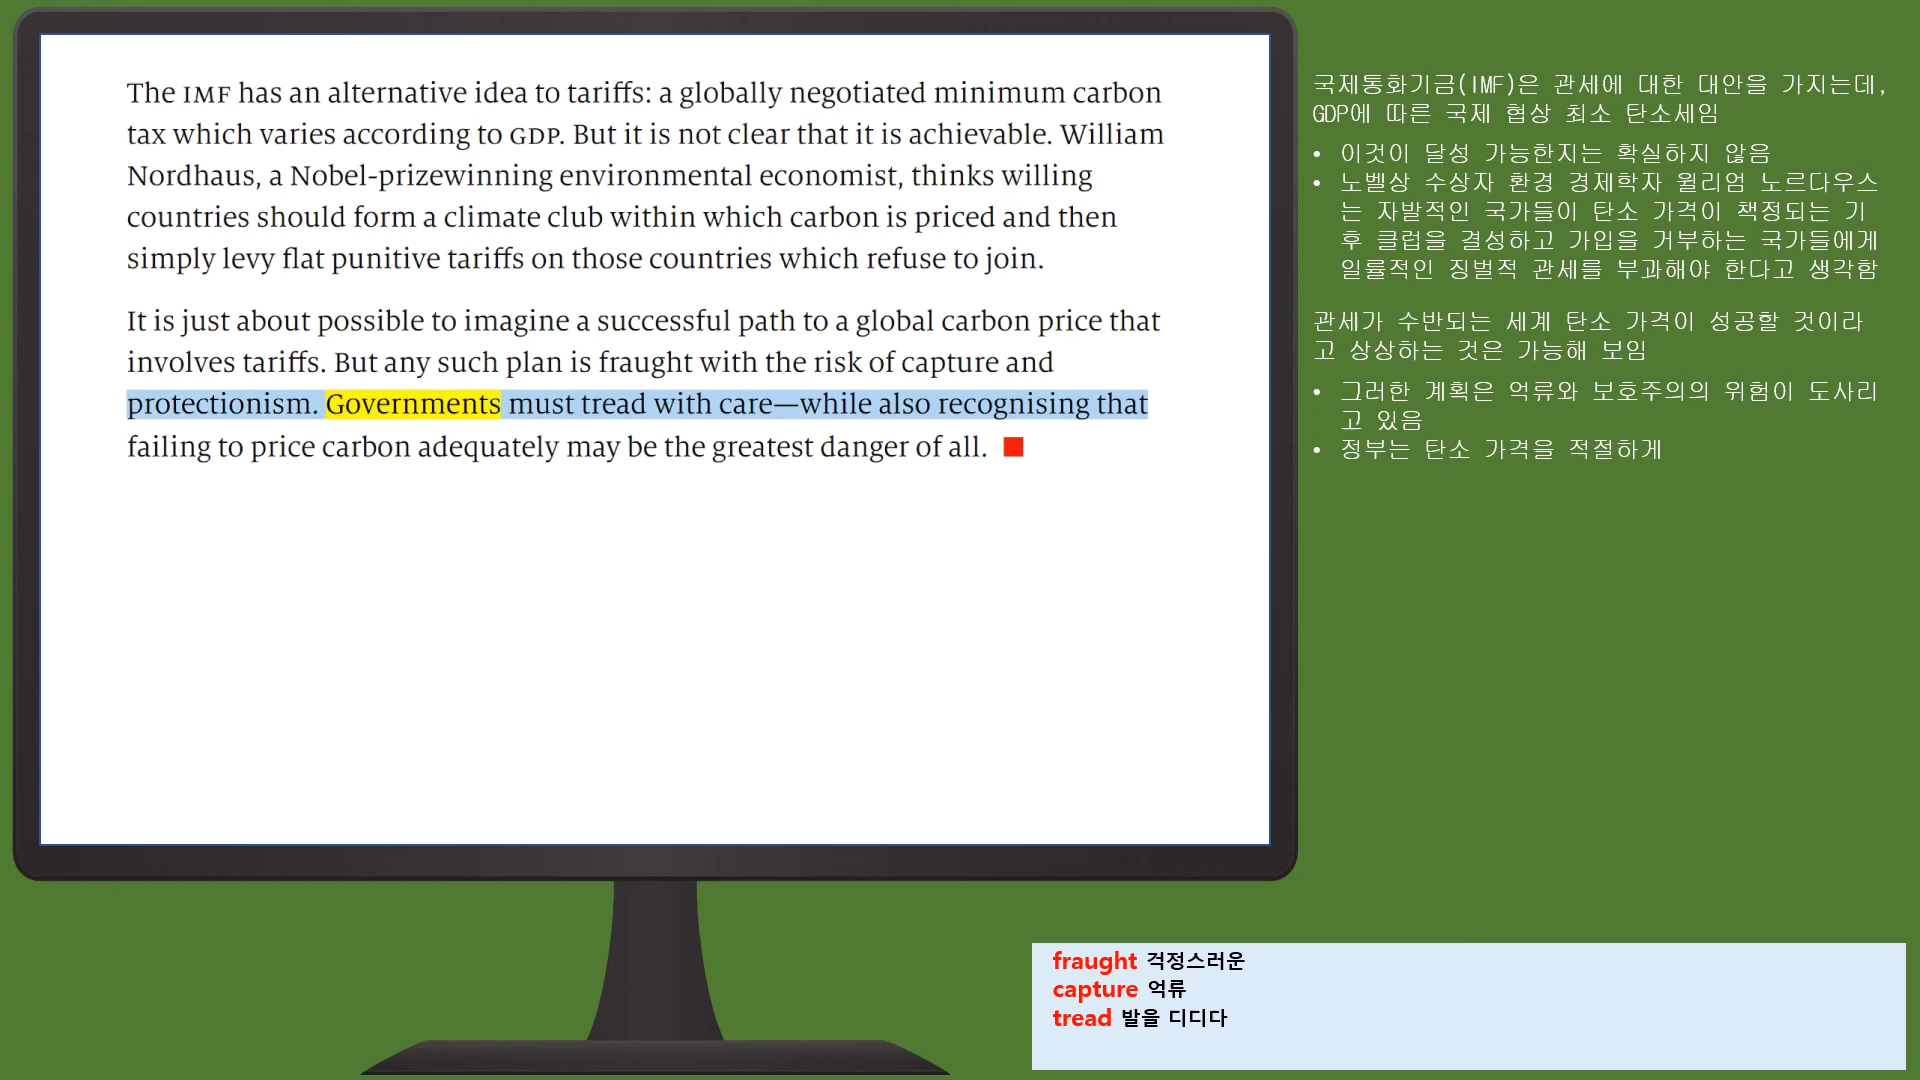 The IMF has an alternative idea to tariffs: a globally negotiated minimum carbon
tax which varies according to GDP. But it is not clear that it is achievable. William
Nordhaus, a Nobel-prizewinning environmental economist, thinks willing
countries should form a climate club within which carbon is priced and then
simply levy flat punitive tariffs on those countries which refuse to join.
It is just about possible to imagine a successful path to a global carbon price that
involves tariffs. But any such plan is fraught with the risk of capture and
protectionism. Governments must tread with care—while also recognising that
failing to price carbon adequately may be the greatest danger of all. ■
국제통화기금(IMF)은 관세에 대한 대안을 가지는데,
GDP에 따른 국제 협상 최소 탄소세임
• 이것이 달성 가능한지는 확실하지 않음
• 노벨상 수상자 환경 경제학자 윌리엄 노르다우스
는 자발적인 국가들이 탄소 가격이 책정되는 기
후 클럽을 결성하고 가입을 거부하는 국가들에게
일률적인 징벌적 관세를 부과해야 한다고 생각함
관세가 수반되는 세계 탄소 가격이 성공할 것이라
고 상상하는 것은 가능해 보임
• 그러한 계획은 억류와 보호주의의 위험이 도사리
고 있음
• 정부는 탄소 가격을 적절하게
fraught 걱정스러운
capture 억류
tread 발을 디디다